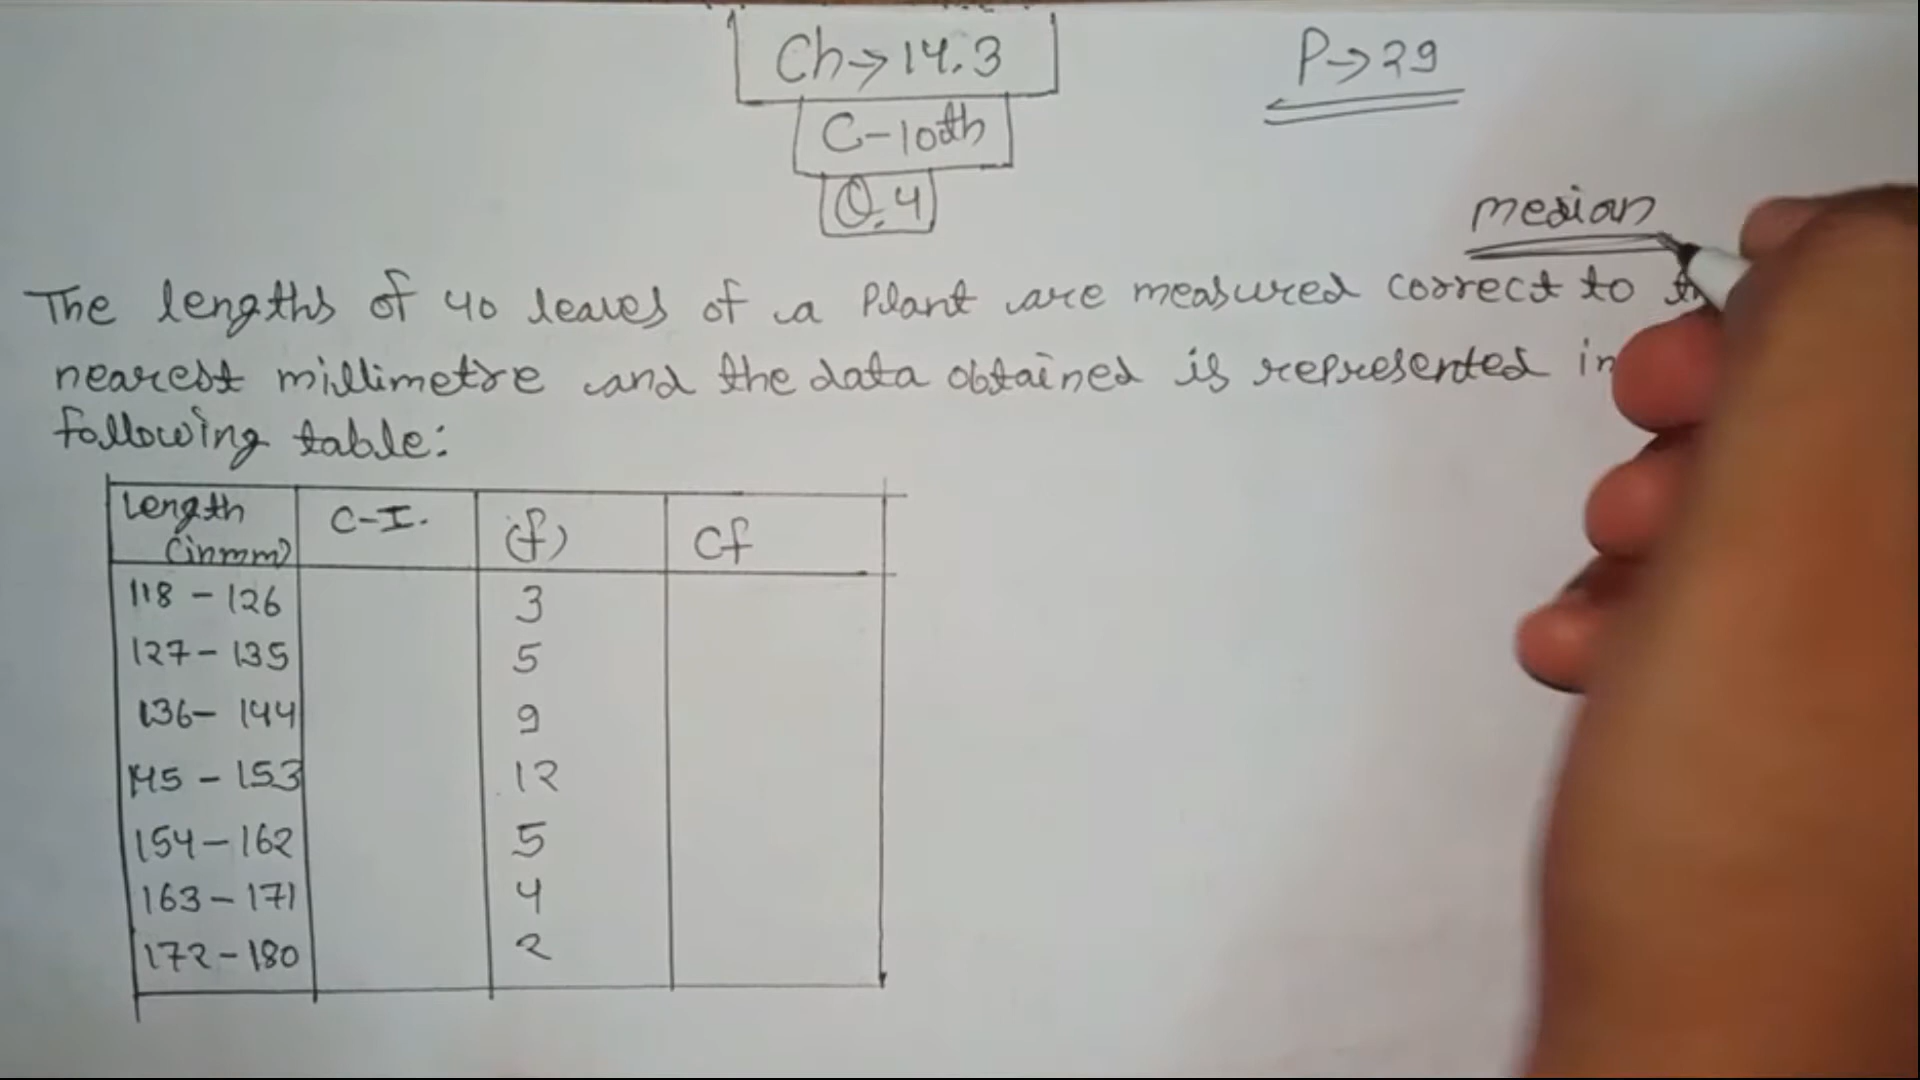 Ch→14.3
P→29
C-10th
Q.4
median
The lengths of 40 leaves of a Plant are measured correct to
nearest millimetre and the data obtained is represented in
following table:
Length (in mm) C-I. (f) Cf
118 - 126 3
127 - 135 5
136 - 144 9
145 - 153 12
154 - 162 5
163 - 171 4
172 - 180 2